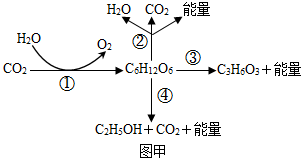 H₂O CO₂ 能量
H₂O O₂ ②
CO₂ ① C₆H₁₂O₆ ③ C₃H₆O₃+能量
④
C₂H₅OH+CO₂+能量
图甲